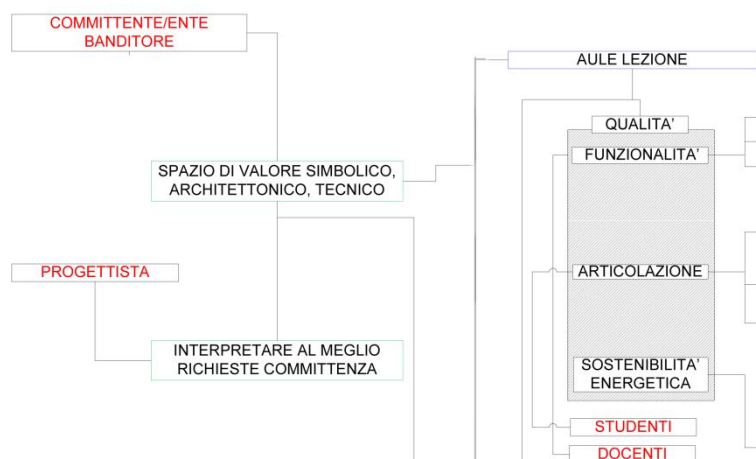 COMMITTENTE/ENTE
BANDITORE
AULE LEZIONE
QUALITA'
FUNZIONALITA'
SPAZIO DI VALORE SIMBOLICO,
ARCHITETTONICO, TECNICO
PROGETTISTA
ARTICOLAZIONE
INTERPRETARE AL MEGLIO
RICHIESTE COMMITTENZA
SOSTENIBILITA'
ENERGETICA
STUDENTI
DOCENTI